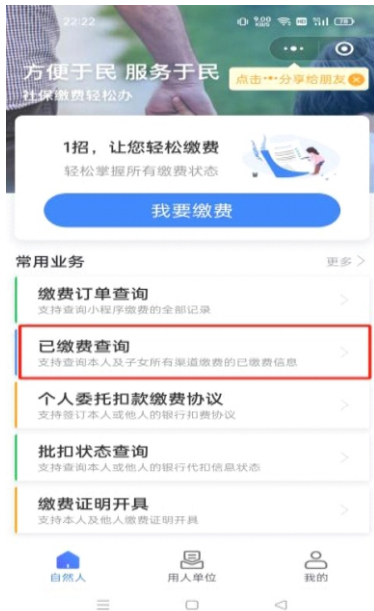 22:22
方便于民 服务于民
点击•••分享给朋友
社保缴费轻松办
1招，让您轻松缴费
轻松掌握所有缴费状态
我要缴费
常用业务
更多
缴费订单查询
支持查询小程序缴费的全部记录
已缴费查询
支持查询本人及子女所有渠道缴费的已缴费信息
个人委托扣款缴费协议
支持签订本人或他人的银行扣费协议
批扣状态查询
支持查询本人或他人的银行代扣信息状态
缴费证明开具
支持本人及他人缴费证明开具
自然人
用人单位
我的